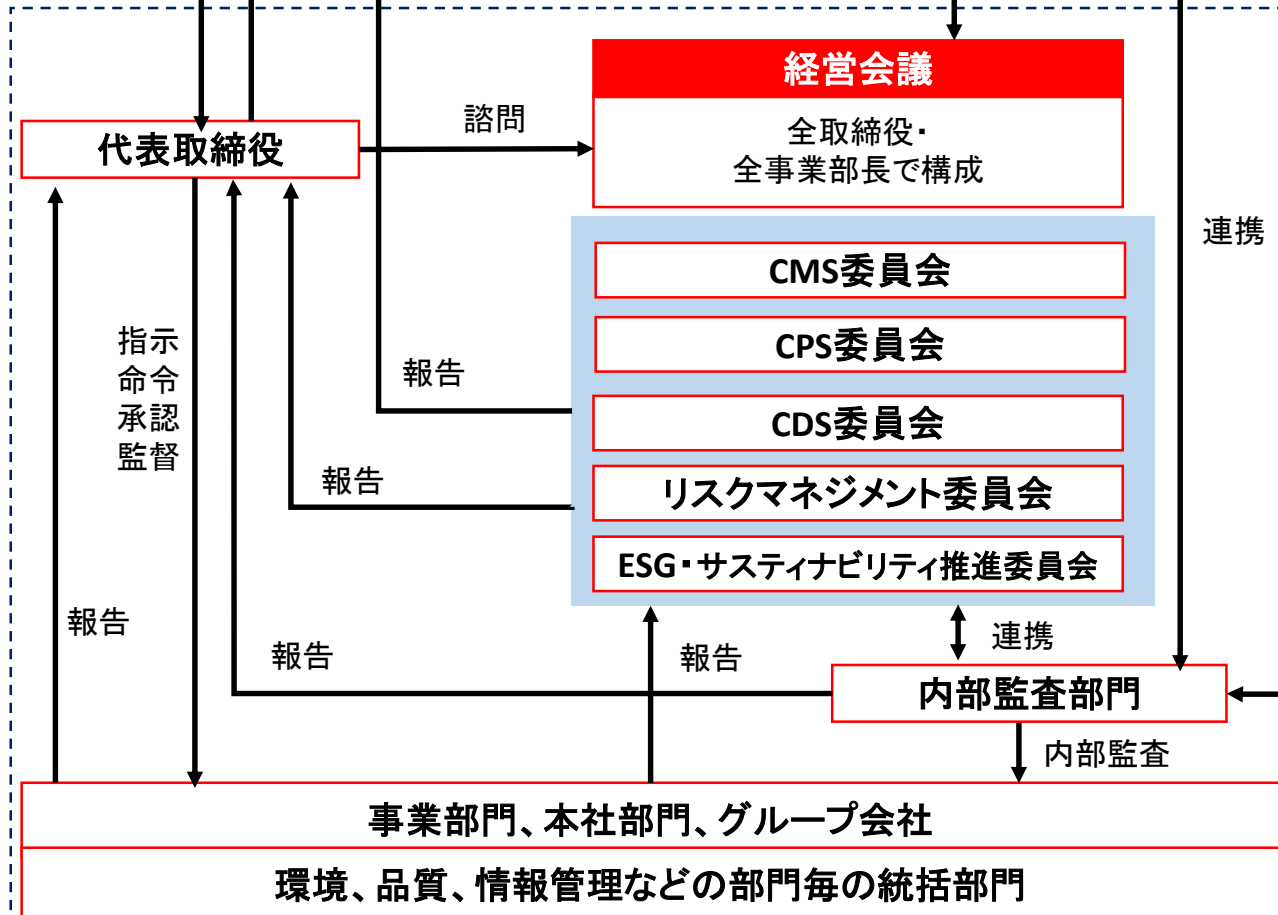 経営会議
諮問
全取締役・
全事業部長で構成
代表取締役
連携
CMS委員会
CPS委員会
指示
命令
承認
監督
報告
CDS委員会
報告
リスクマネジメント委員会
ESG・サスティナビリティ推進委員会
報告
連携
報告
報告
内部監査部門
内部監査
事業部門、本社部門、グループ会社
環境、品質、情報管理などの部門毎の統括部門